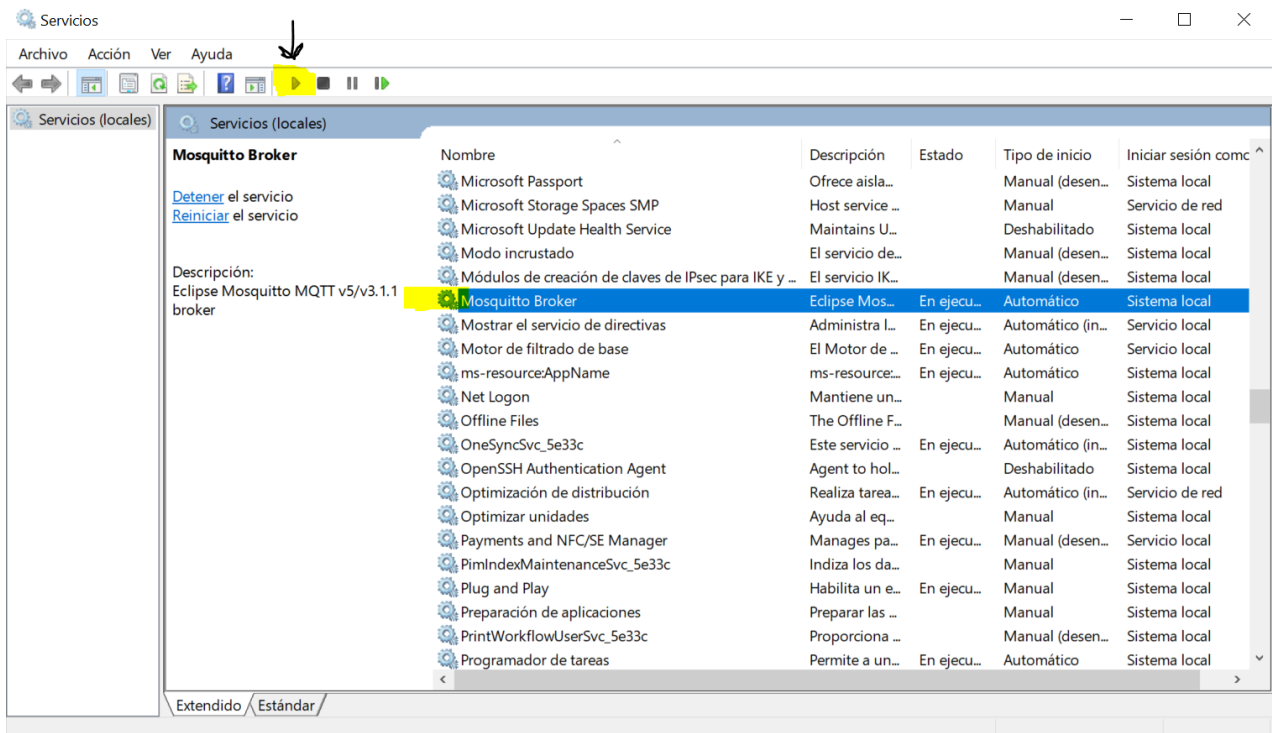 Servicios
Archivo Acción Ver Ayuda
Servicios (locales)
Servicios (locales)
Mosquitto Broker
Detener el servicio
Reiniciar el servicio
Descripción:
Eclipse Mosquitto MQTT v5/v3.1.1
broker
Nombre Descripción Estado Tipo de inicio Iniciar sesión comc
Microsoft Passport Ofrece aisla... Manual (desen... Sistema local
Microsoft Storage Spaces SMP Host service ... Manual Servicio de red
Microsoft Update Health Service Maintains U... Deshabilitado Sistema local
Modo incrustado El servicio de... Manual (desen... Sistema local
Módulos de creación de claves de IPsec para IKE y ... El servicio IK... Manual (desen... Sistema local
Mosquitto Broker Eclipse Mos... En ejecu... Automático Sistema local
Mostrar el servicio de directivas Administra l... En ejecu... Automático (in... Servicio local
Motor de filtrado de base El Motor de ... En ejecu... Automático Servicio local
ms-resource:AppName ms-resource:... En ejecu... Automático Sistema local
Net Logon Mantiene un... Manual Sistema local
Offline Files The Offline F... Manual (desen... Sistema local
OneSyncSvc_5e33c Este servicio ... En ejecu... Automático (in... Sistema local
OpenSSH Authentication Agent Agent to hol... Deshabilitado Sistema local
Optimización de distribución Realiza tarea... En ejecu... Automático (in... Servicio de red
Optimizar unidades Ayuda al eq... Manual Sistema local
Payments and NFC/SE Manager Manages pa... En ejecu... Manual (desen... Servicio local
PimIndexMaintenanceSvc_5e33c Indiza los da... Manual Sistema local
Plug and Play Habilita un e... En ejecu... Manual Sistema local
Preparación de aplicaciones Preparar las ... Manual Sistema local
PrintWorkflowUserSvc_5e33c Proporciona ... Manual (desen... Sistema local
Programador de tareas Permite a un... En ejecu... Automático Sistema local
Extendido Estándar